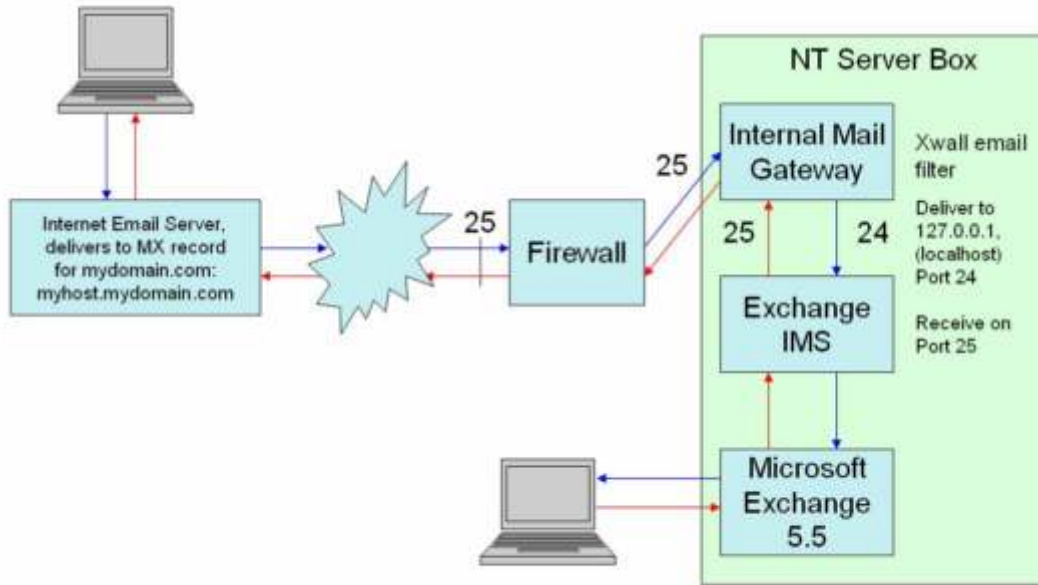 NT Server Box
Internal Mail
Gateway
Xwall email
filter
Deliver to
127.0.0.1,
(localhost)
Port 24
25
25
24
Internet Email Server,
delivers to MX record
for mydomain.com:
myhost.mydomain.com
25
Firewall
Exchange
IMS
Receive on
Port 25
Microsoft
Exchange
5.5